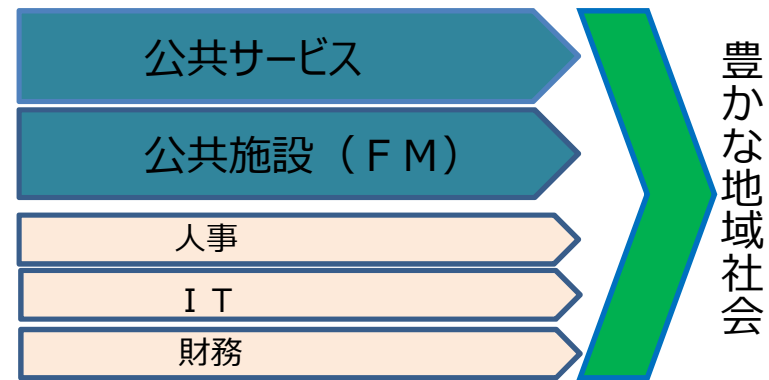 公共サービス
公共施設（ＦＭ）
人事
ＩＴ
財務
豊かな地域社会